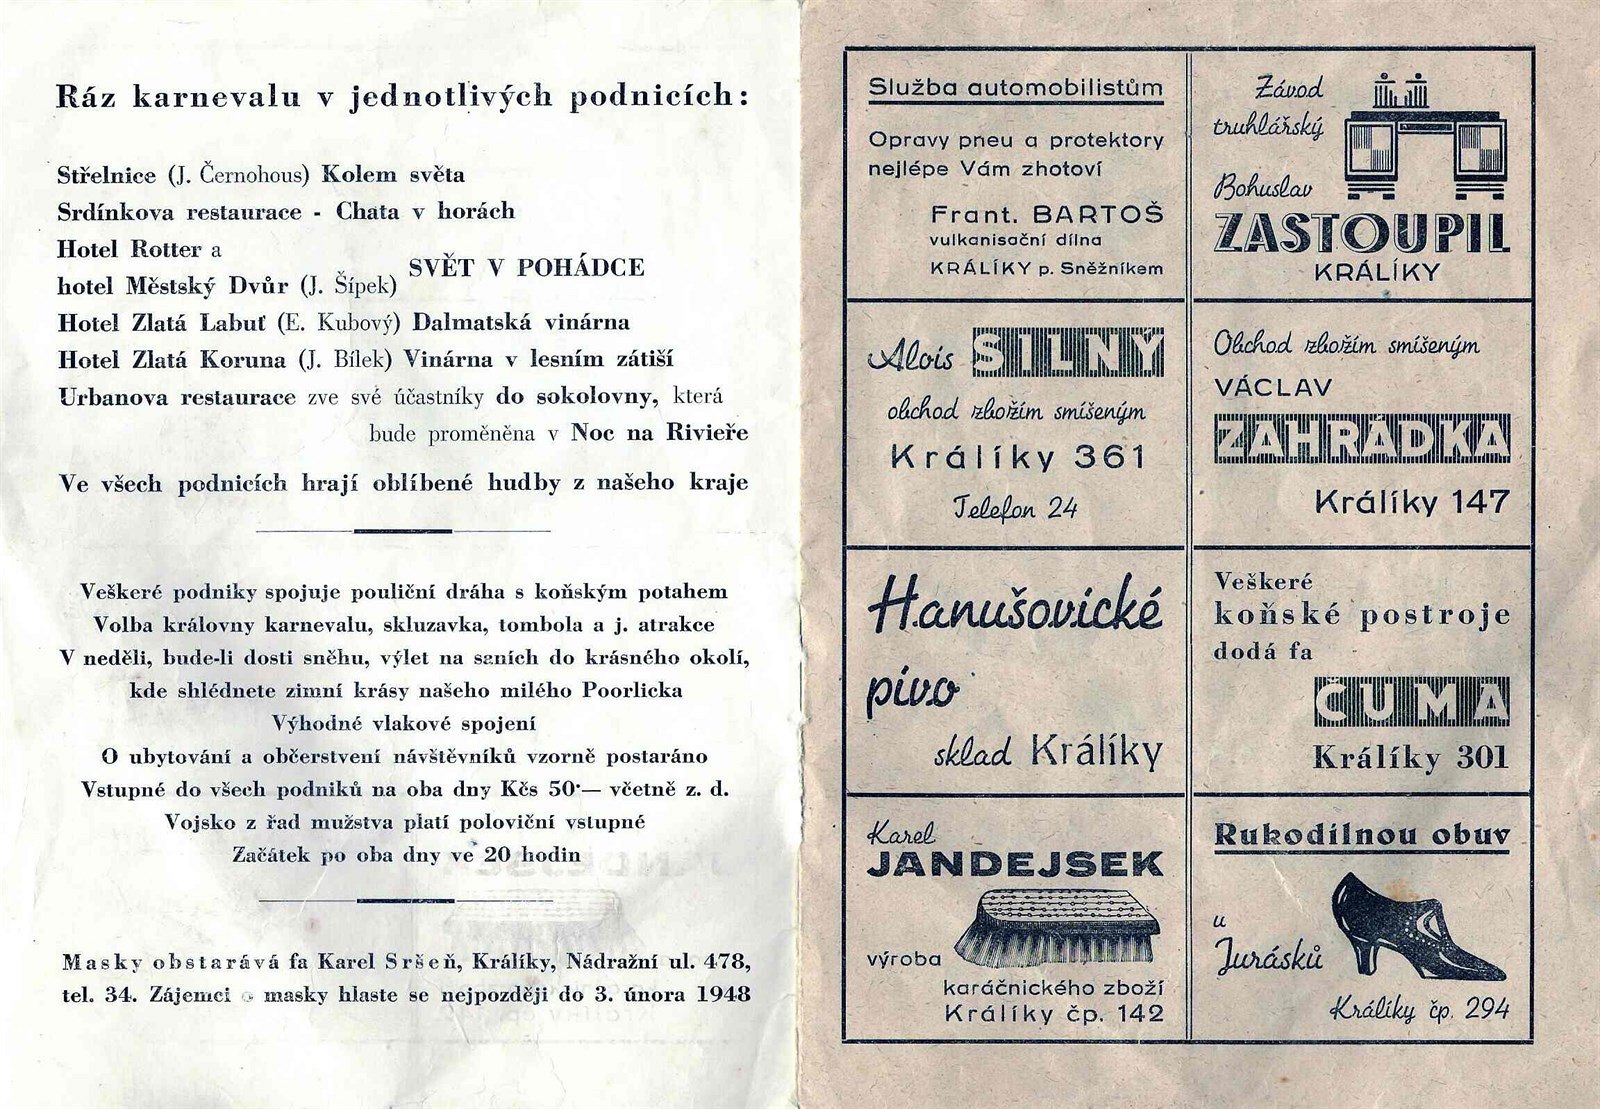 Ráz karnevalu v jednotlivých podnicích:
Střelnice (J. Černohous) Kolem světa
Srdínkova restaurace - Chata v horách
Hotel Rotter a
hotel Městský Dvůr (J. Šípek)
SVĚT V POHÁDCE
Hotel Zlatá Labuť (E. Kubový) Dalmatská vinárna
Hotel Zlatá Koruna (J. Bílek) Vinárna v lesním zátiší
Urbanova restaurace zve své účastníky do sokolovny, která
bude proměněna v Noc na Rivieře
Ve všech podnicích hrají oblíbené hudby z našeho kraje
Veškeré podniky spojuje pouliční dráha s koňským potahem
Volba královny karnevalu, skluzavka, tombola a j. atrakce
V neděli, bude-li dosti sněhu, výlet na saních do krásného okolí,
kde shlédnete zimní krásy našeho milého Poorlicka
Výhodné vlakové spojení
O ubytování a občerstvení návštěvníků vzorně postaráno
Vstupné do všech podniků na oba dny Kčs 50·— včetně z. d.
Vojsko z řad mužstva platí poloviční vstupné
Začátek po oba dny ve 20 hodin
Masky obstarává fa Karel Sršeň, Králíky, Nádražní ul. 478,
tel. 34. Zájemci o masky hlaste se nejpozději do 3. února 1948
Služba automobilistům
Opravy pneu a protektory
nejlépe Vám zhotoví
Frant. BARTOŠ
vulkanisační dílna
KRÁLÍKY p. Sněžníkem
Závod
truhlářský
Bohuslav
ZASTOUPIL
KRÁLÍKY
Alois SILNÝ
obchod zbožím smíšeným
Králíky 361
Telefon 24
Obchod zbožím smíšeným
VÁCLAV
ZAHRÁDKA
Králíky 147
Hanušovické
pivo
sklad Králíky
Veškeré
koňské postroje
dodá fa
ČUMA
Králíky 301
Karel
JANDEJSEK
výroba
karáčnického zboží
Králíky čp. 142
Rukodílnou obuv
u
Jurásků
Králíky čp. 294